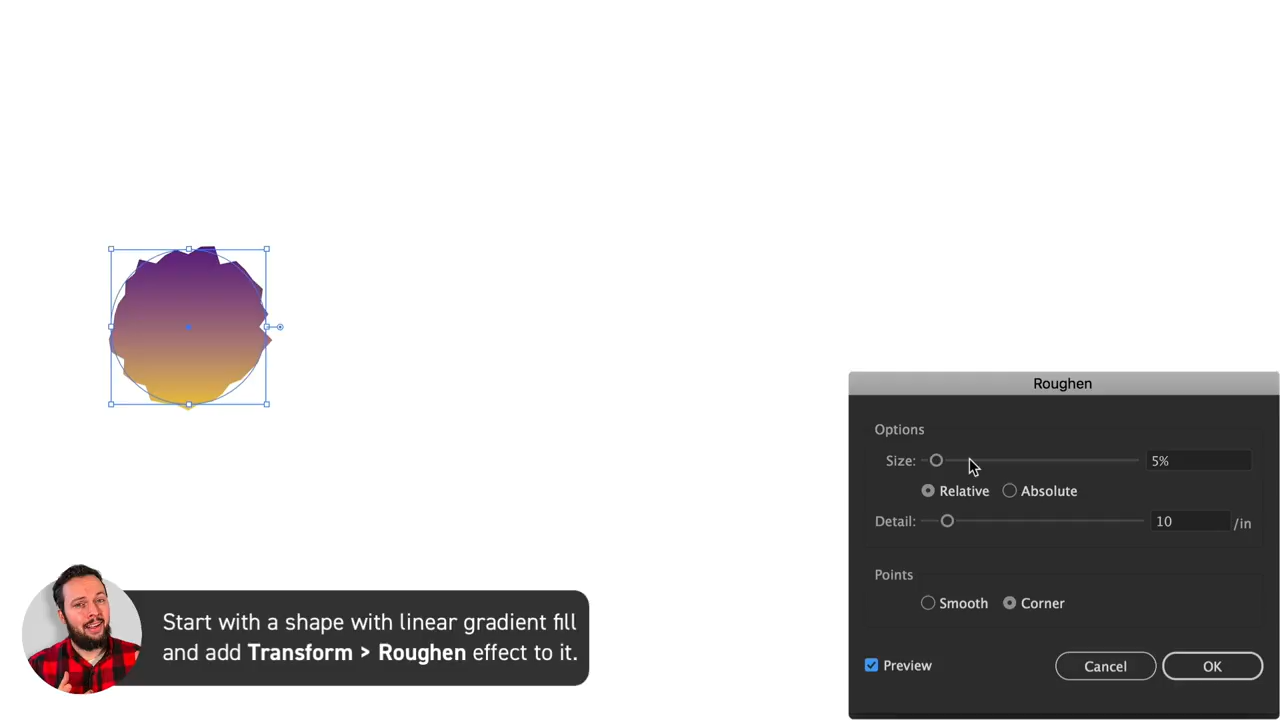 Roughen
Options
Size: 5%
Relative Absolute
Detail: 10 /in
Points
Smooth Corner
Preview Cancel OK
Start with a shape with linear gradient fill
and add Transform > Roughen effect to it.